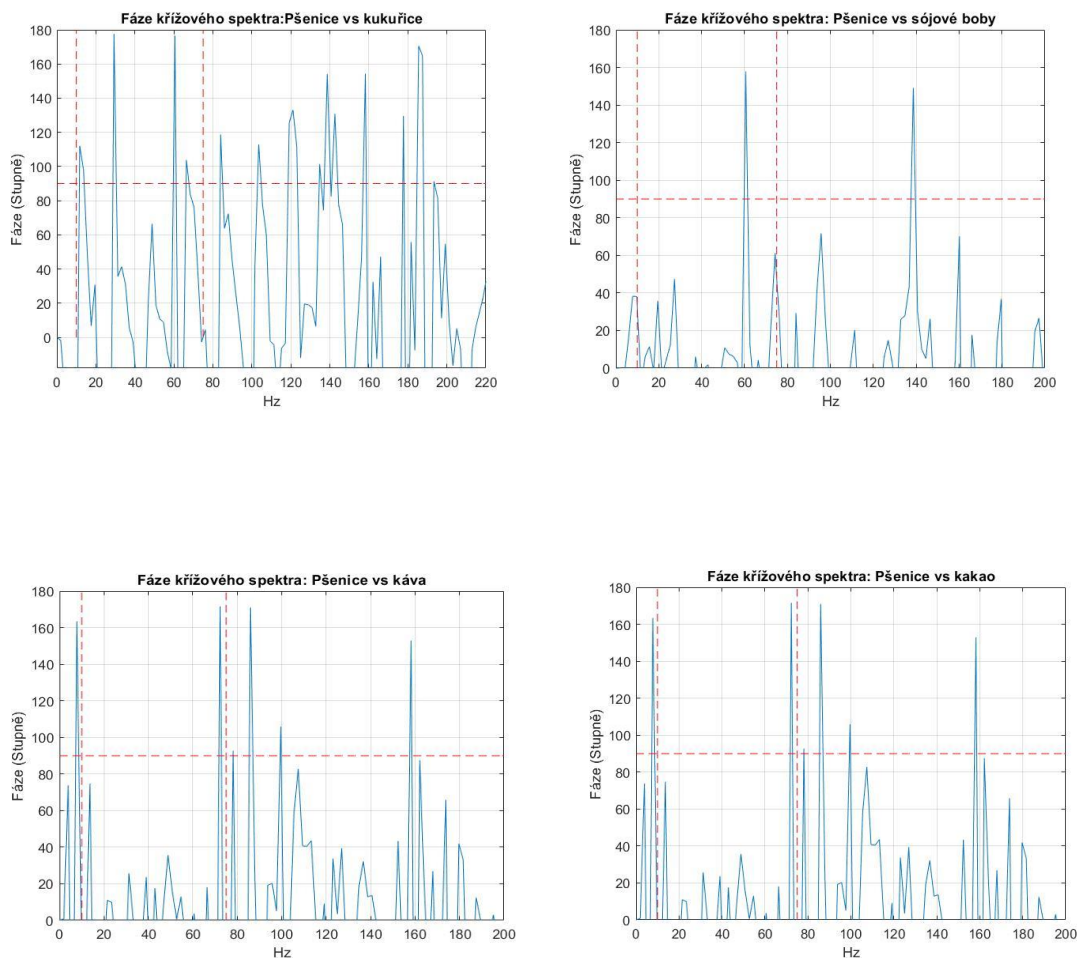 Fáze křížového spektra:Pšenice vs kukuřice
180
160
140
120
100
80
60
40
20
0
Fáze (Stupně)
0 20 40 60 80 100 120 140 160 180 200 220
Hz
Fáze křížového spektra: Pšenice vs sójové boby
180
160
140
120
100
80
60
40
20
0
Fáze (Stupně)
0 20 40 60 80 100 120 140 160 180 200
Hz
Fáze křížového spektra: Pšenice vs káva
180
160
140
120
100
80
60
40
20
0
Fáze (Stupně)
0 20 40 60 80 100 120 140 160 180 200
Hz
Fáze křížového spektra: Pšenice vs kakao
180
160
140
120
100
80
60
40
20
0
Fáze (Stupně)
0 20 40 60 80 100 120 140 160 180 200
Hz